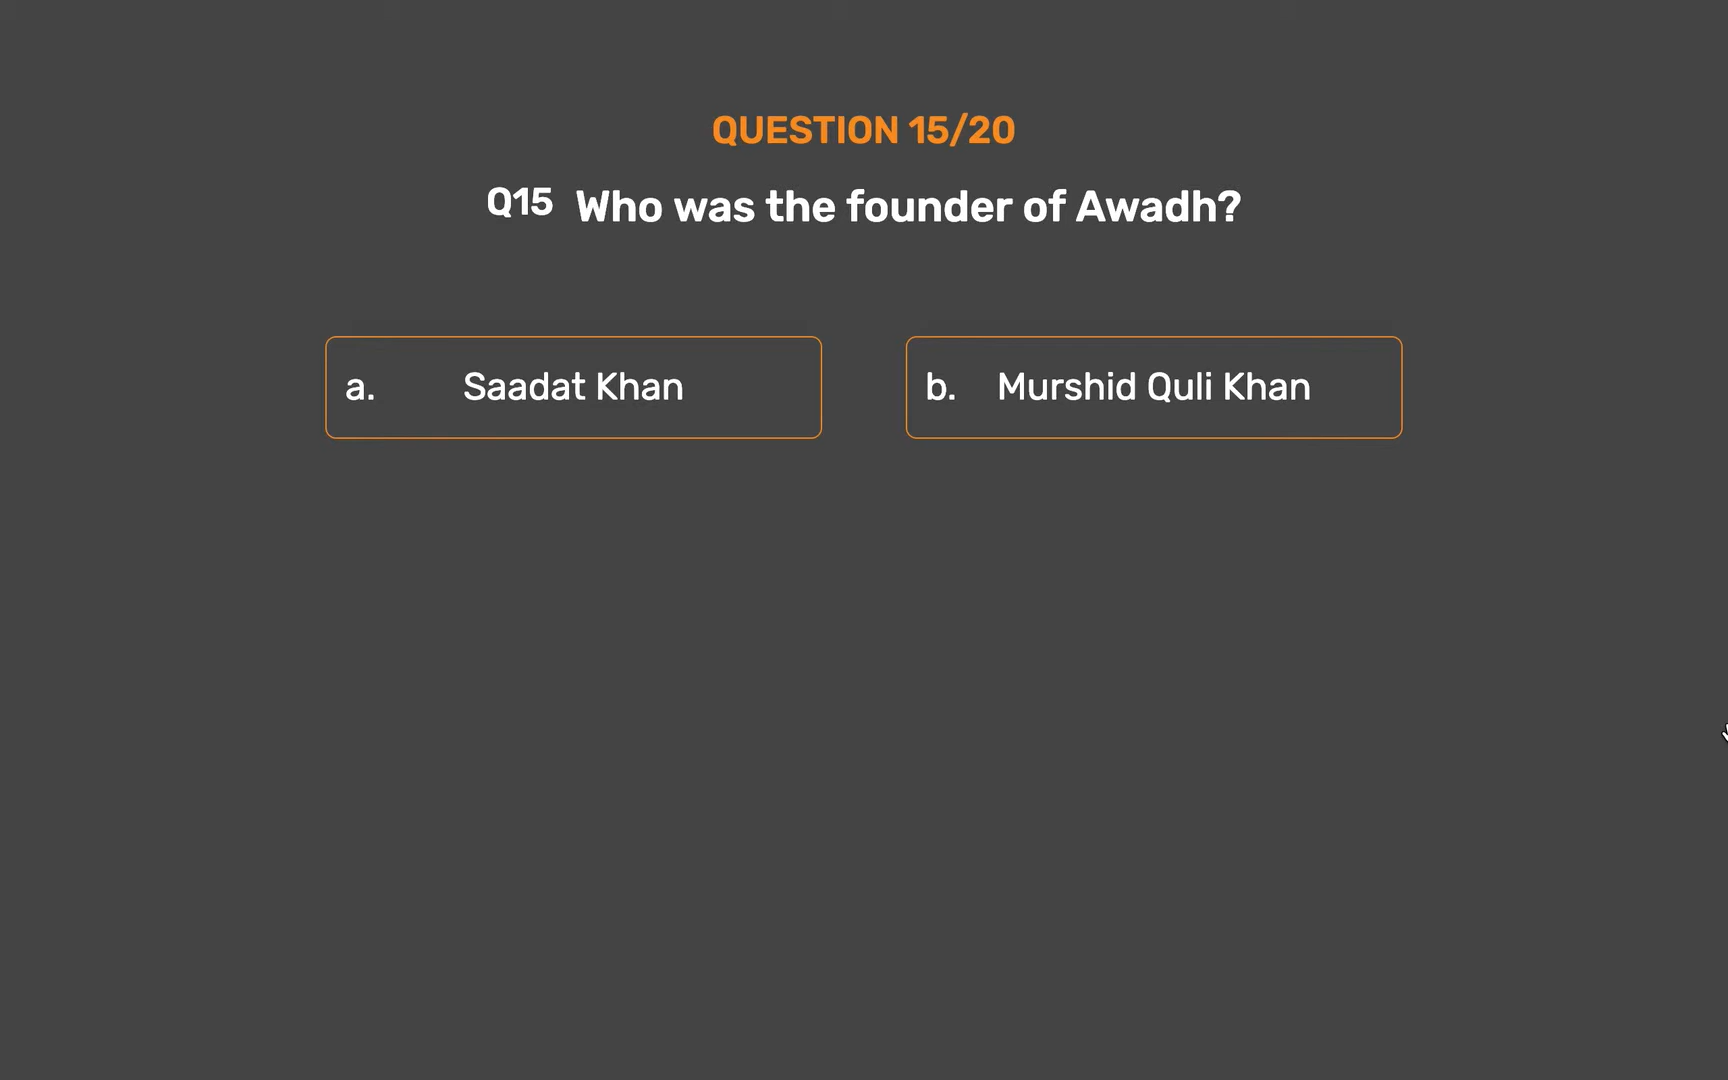 QUESTION 15/20
Q15 Who was the founder of Awadh?
a. Saadat Khan
b. Murshid Quli Khan